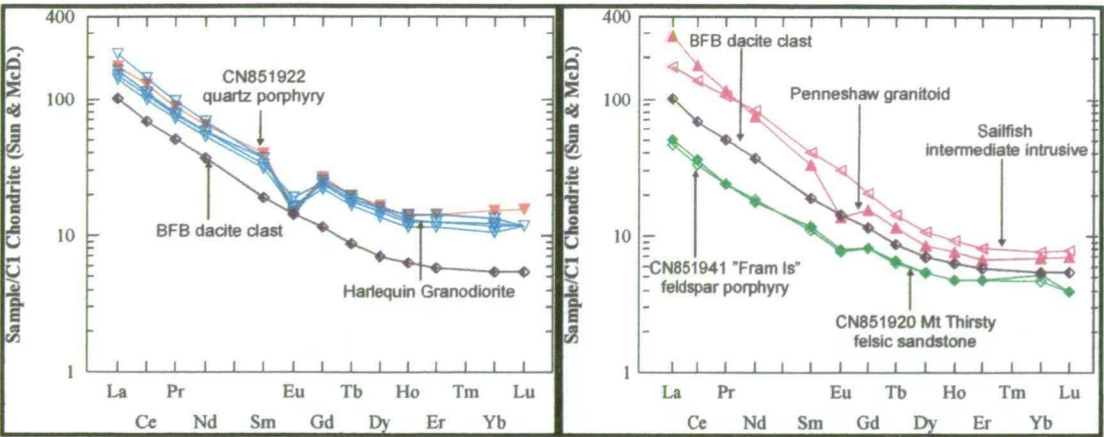 Sample/C1 Chondrite (Sun & McD.)
400
100
10
1
CN851922
quartz porphyry
BFB dacite clast
Harlequin Granodiorite
La Pr Eu Tb Ho Tm Lu
Ce Nd Sm Gd Dy Er Yb
Sample/C1 Chondrite (Sun & McD.)
400
100
10
1
BFB dacite clast
Penneshaw granitoid
Sailfish
intermediate intrusive
CN851941 "Fram Is"
feldspar porphyry
CN851920 Mt Thirsty
felsic sandstone
La Pr Eu Tb Ho Tm Lu
Ce Nd Sm Gd Dy Er Yb